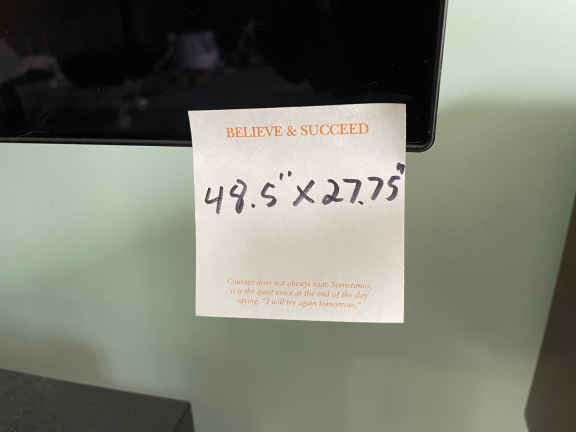 BELIEVE & SUCCEED
48.5" X 27.75"
Courage does not always roar. Sometimes,
it is the quiet voice at the end of the day
saying, "I will try again tomorrow."